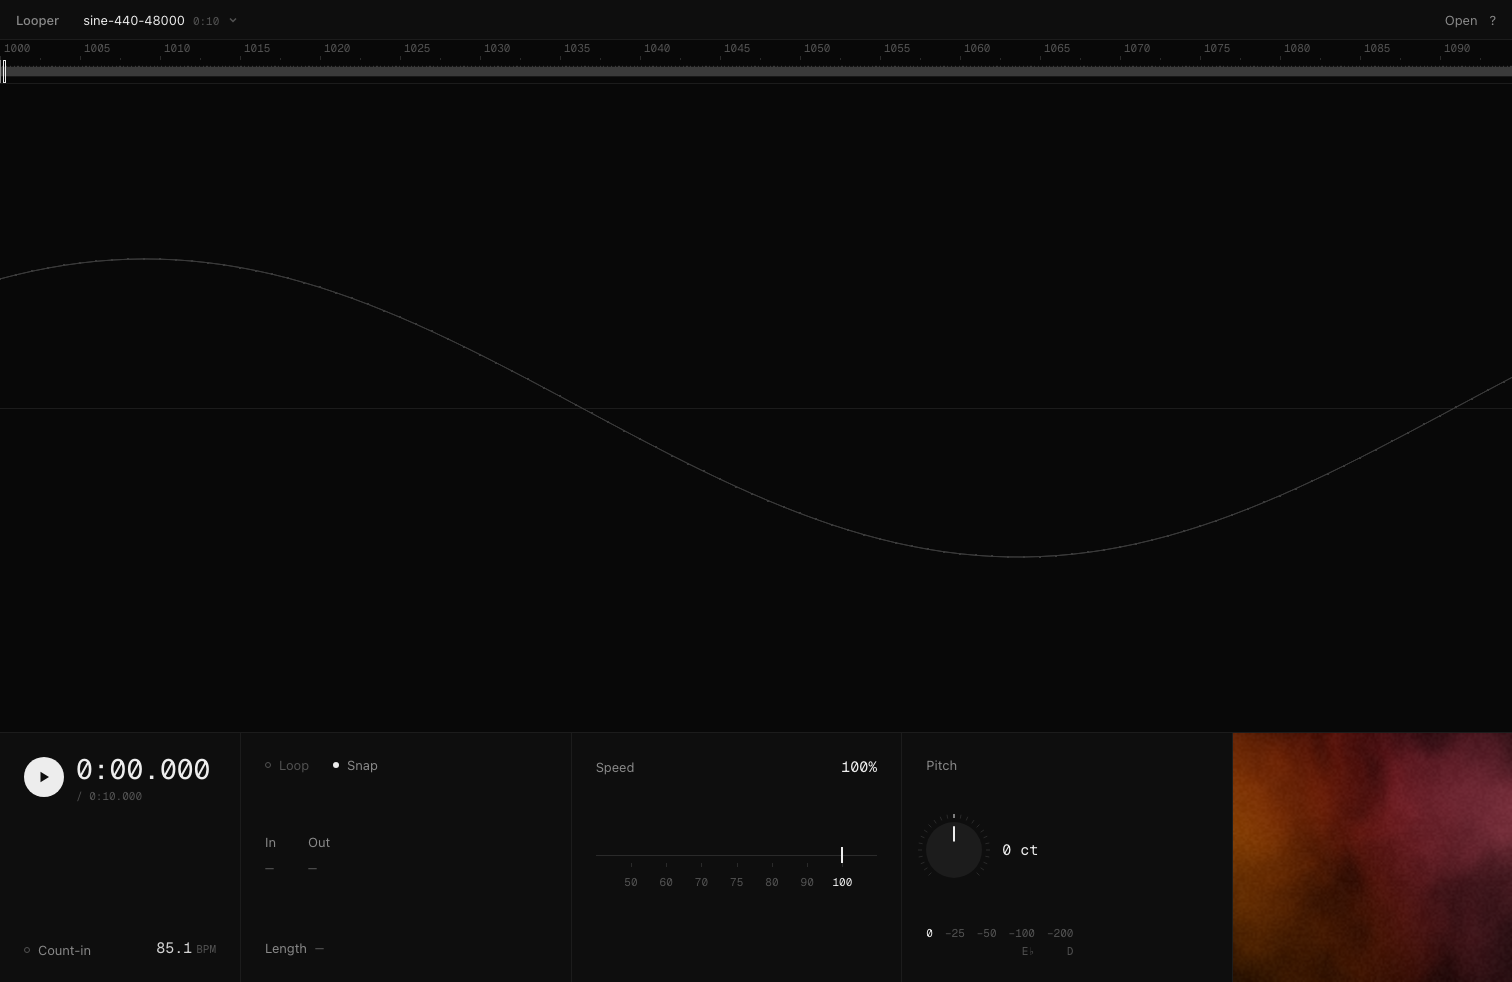 Looper sine-440-48000 0:10 Open ?
1000 1005 1010 1015 1020 1025 1030 1035 1040 1045 1050 1055 1060 1065 1070 1075 1080 1085 1090
0:00.000
/ 0:10.000
Count-in 85.1 BPM
Loop Snap
In Out
— —
Length —
Speed 100%
50 60 70 75 80 90 100
Pitch
0 ct
0 −25 −50 −100 −200
E♭ D